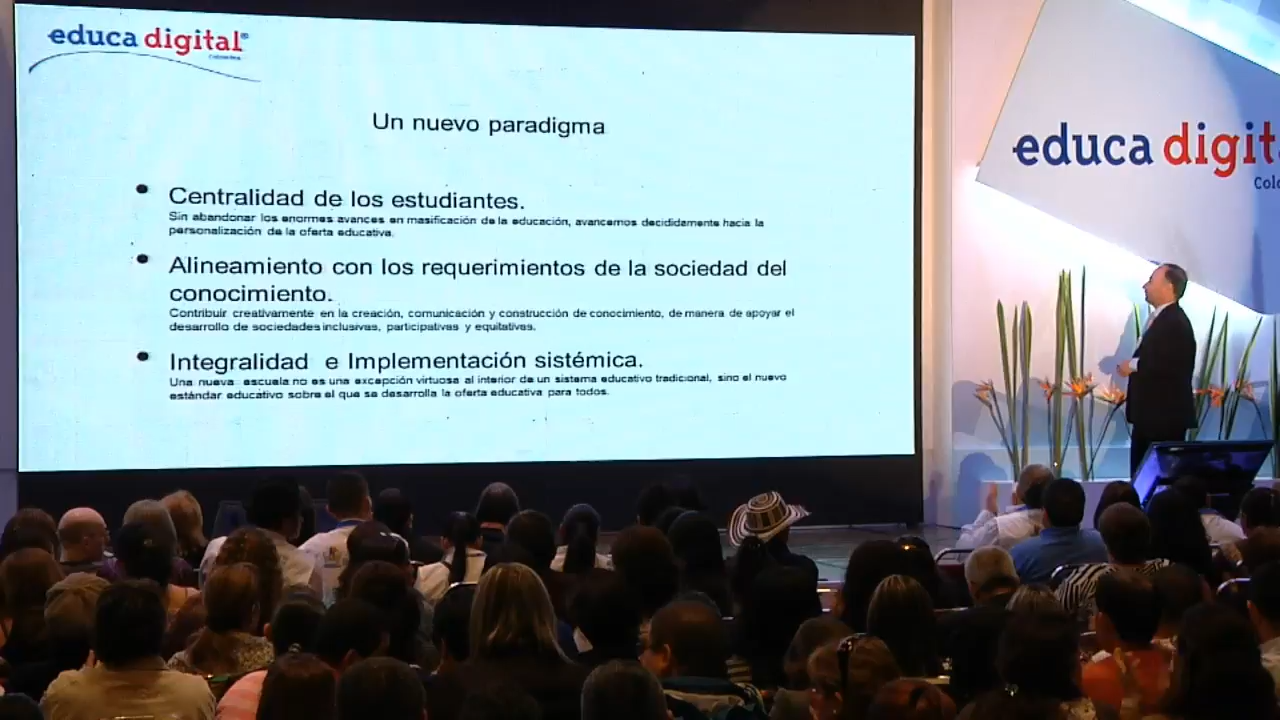 educa digital®
Colombia
Un nuevo paradigma
• Centralidad de los estudiantes.
Sin abandonar los enormes avances en masificación de la educación, avancemos decididamente hacia la
personalización de la oferta educativa.
• Alineamiento con los requerimientos de la sociedad del
conocimiento.
Contribuir creativamente en la creación, comunicación y construcción de conocimiento, de manera de apoyar el
desarrollo de sociedades inclusivas, participativas y equitativas.
• Integralidad e Implementación sistémica.
Una nueva escuela no es una excepción virtuosa al interior de un sistema educativo tradicional, sino el nuevo
estándar educativo sobre el que se desarrolla la oferta educativa para todos.
educa digit
Colo